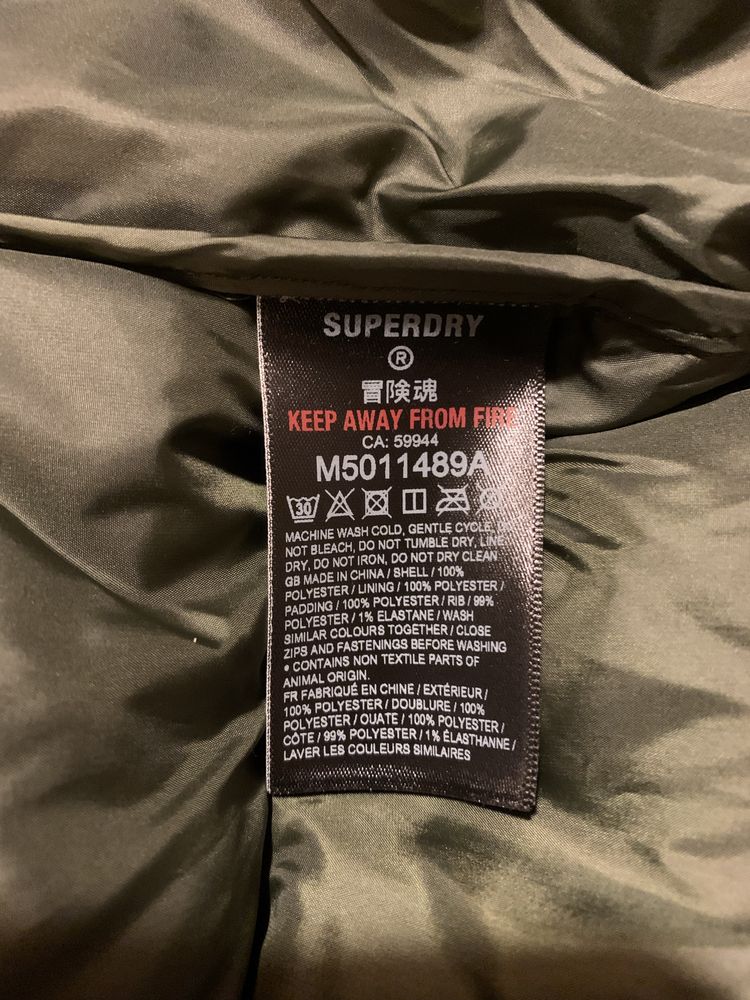 SUPERDRY
®
冒険魂
KEEP AWAY FROM FIRE
CA: 59944
M5011489A
30
MACHINE WASH COLD, GENTLE CYCLE, DO
NOT BLEACH, DO NOT TUMBLE DRY, LINE
DRY, DO NOT IRON, DO NOT DRY CLEAN
GB MADE IN CHINA / SHELL / 100%
POLYESTER / LINING / 100% POLYESTER /
PADDING / 100% POLYESTER / RIB / 99%
POLYESTER / 1% ELASTANE / WASH
SIMILAR COLOURS TOGETHER / CLOSE
ZIPS AND FASTENINGS BEFORE WASHING
• CONTAINS NON TEXTILE PARTS OF
ANIMAL ORIGIN.
FR FABRIQUÉ EN CHINE / EXTÉRIEUR /
100% POLYESTER / DOUBLURE / 100%
POLYESTER / OUATE / 100% POLYESTER /
CÔTE / 99% POLYESTER / 1% ÉLASTHANNE /
LAVER LES COULEURS SIMILAIRES